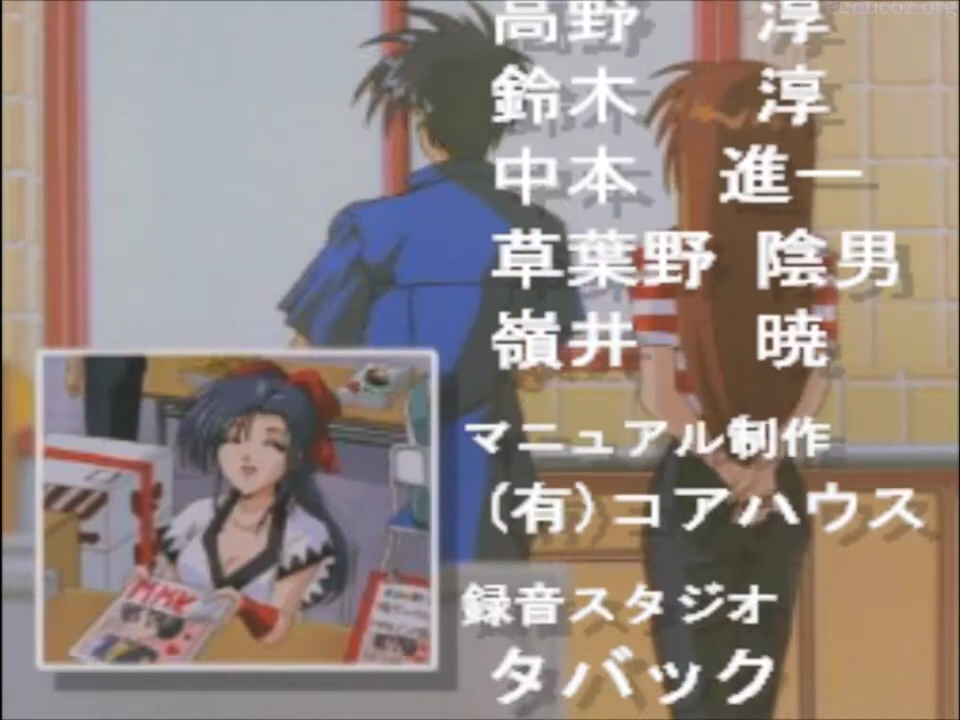 高野 淳
鈴木 淳
中本 進一
草葉野 陰男
嶺井 暁
マニュアル制作
(有)コアハウス
録音スタジオ
タバック